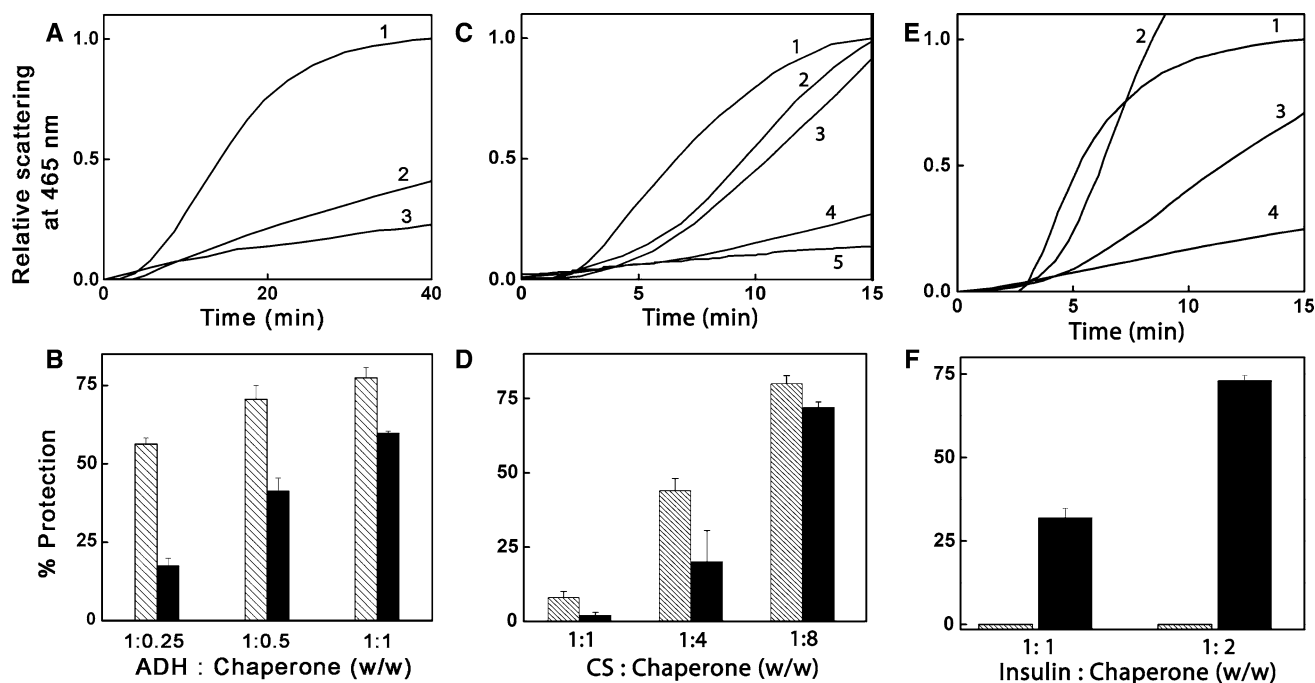 A
Relative scattering
at 465 nm
1.0
0.5
0.0
1
2
3
0
20
40
Time (min)
C
1.0
0.5
0.0
1
2
3
4
5
0
5
10
15
Time (min)
E
1.0
0.5
0.0
2
1
3
4
0
5
10
15
Time (min)
B
% Protection
75
50
25
0
1:0.25 1:0.5 1:1
ADH : Chaperone (w/w)
D
75
50
25
0
1:1 1:4 1:8
CS : Chaperone (w/w)
F
75
50
25
0
1: 1 1: 2
Insulin : Chaperone (w/w)